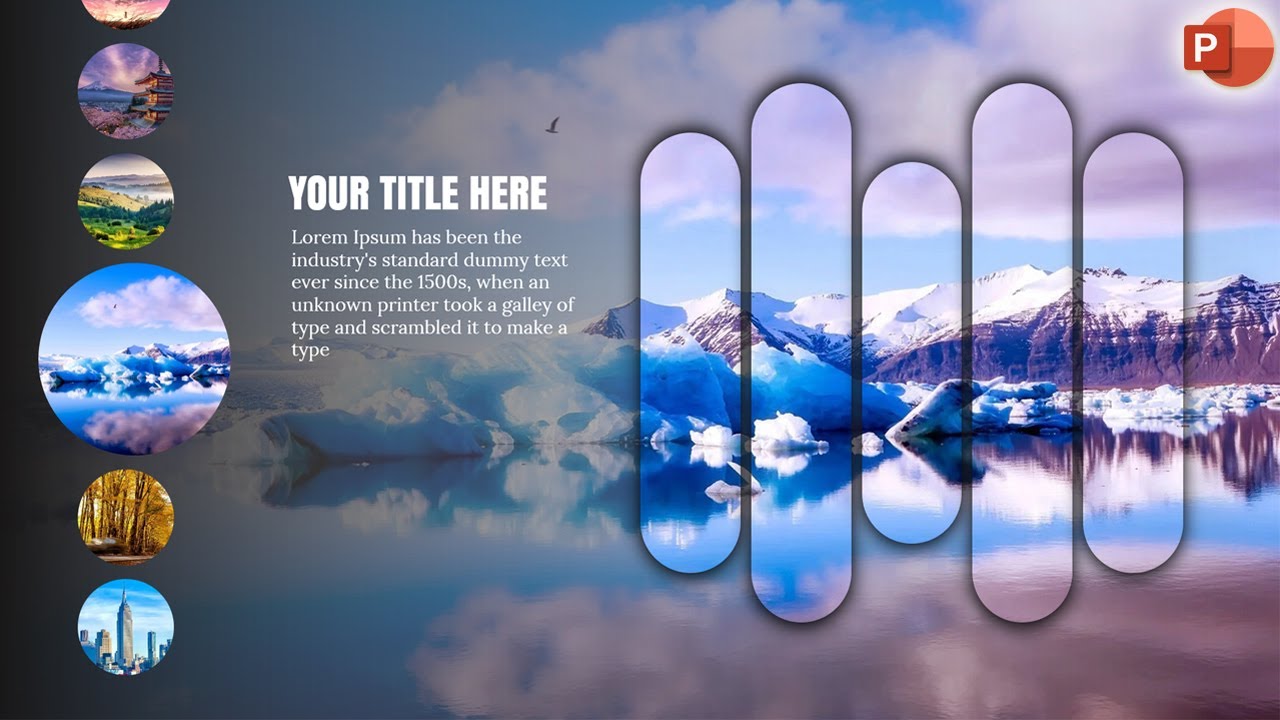 P
YOUR TITLE HERE
Lorem Ipsum has been the
industry's standard dummy text
ever since the 1500s, when an
unknown printer took a galley of
type and scrambled it to make a
type